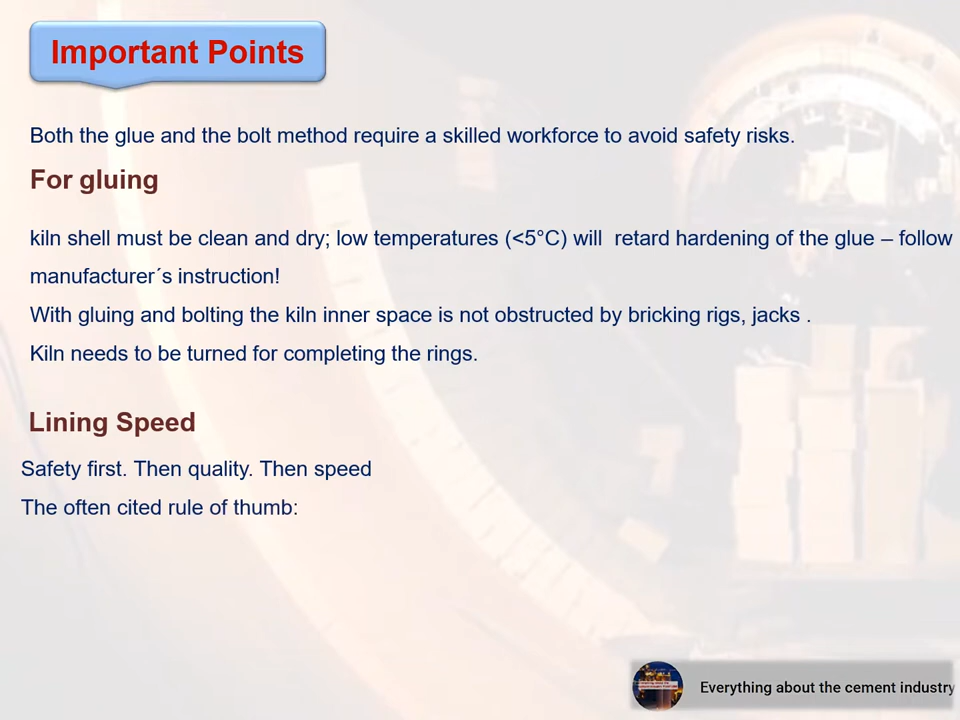 Important Points
Both the glue and the bolt method require a skilled workforce to avoid safety risks.
For gluing
kiln shell must be clean and dry; low temperatures (<5°C) will retard hardening of the glue – follow
manufacturer´s instruction!
With gluing and bolting the kiln inner space is not obstructed by bricking rigs, jacks .
Kiln needs to be turned for completing the rings.
Lining Speed
Safety first. Then quality. Then speed
The often cited rule of thumb:
Everything about the cement industry